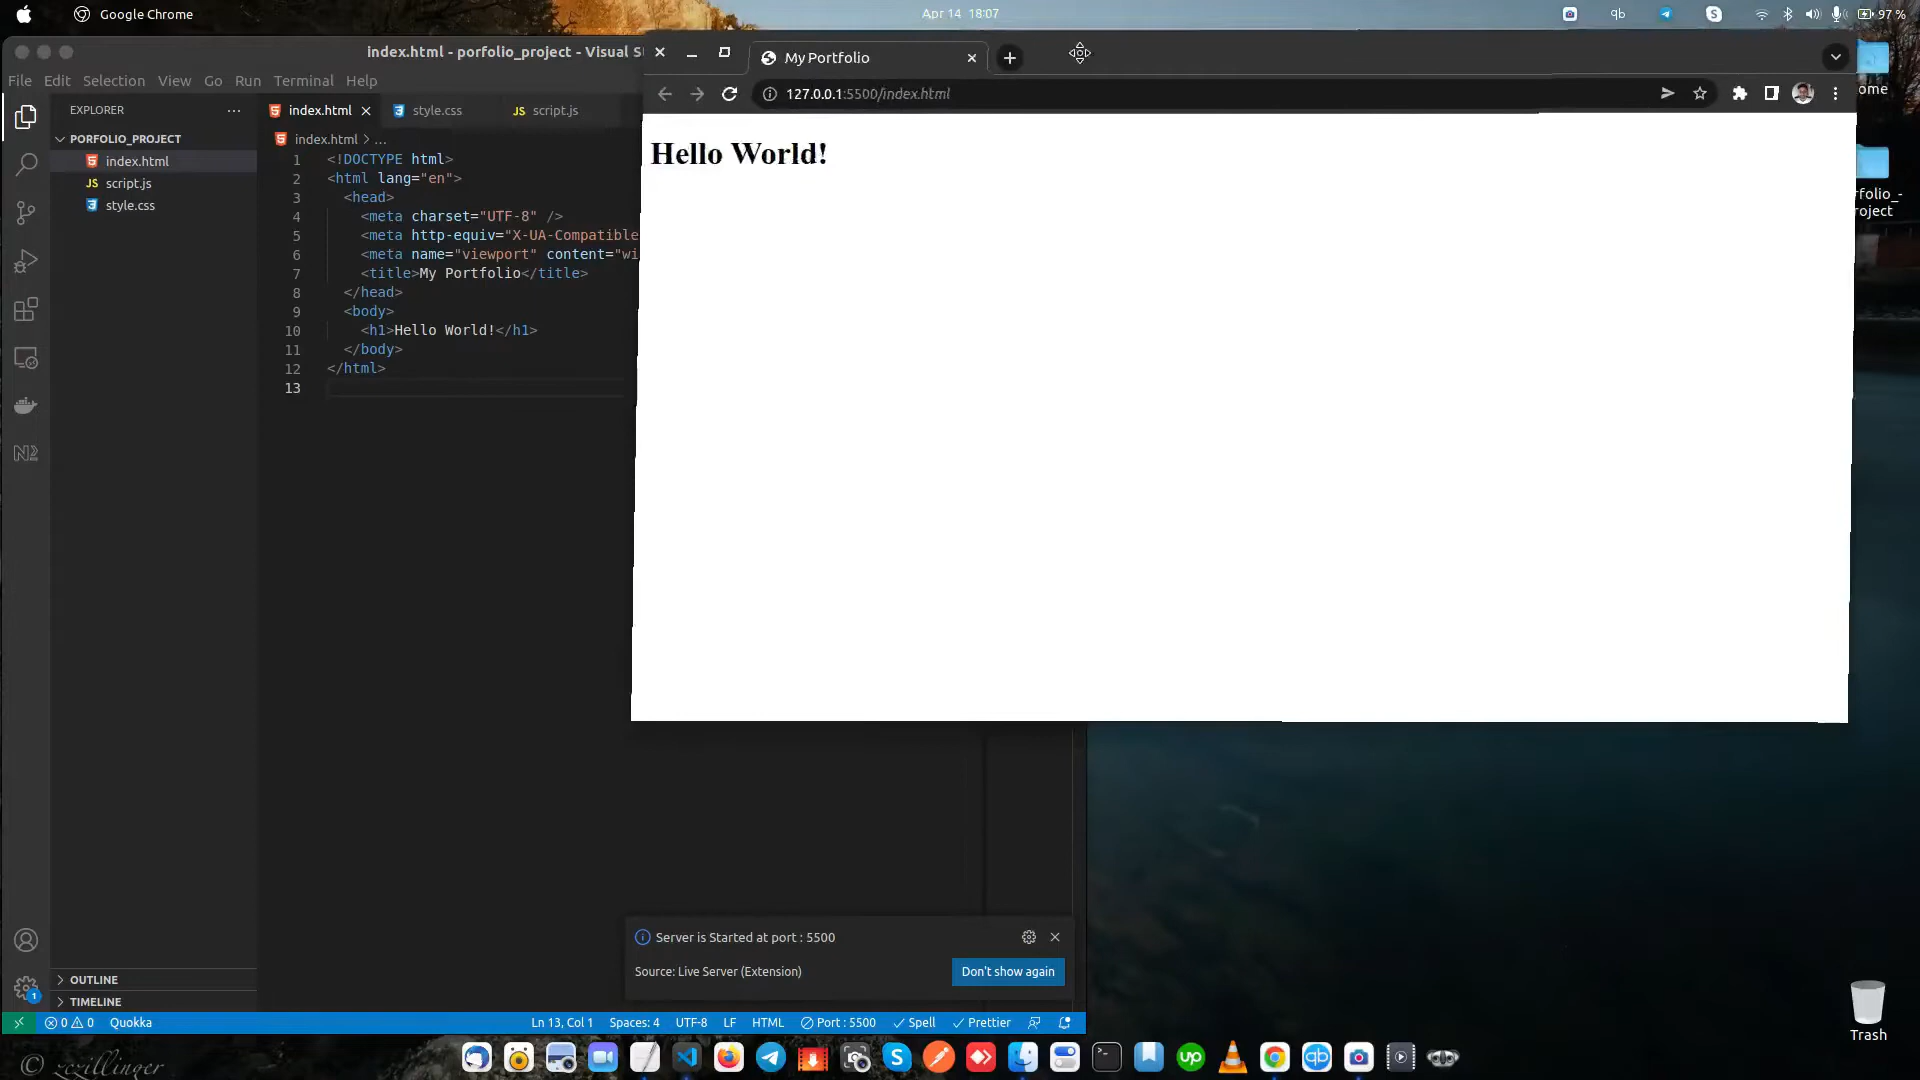 Google Chrome
Apr 14 18:07
97 %
index.html - porfolio_project - Visual S
File Edit Selection View Go Run Terminal Help
EXPLORER
PORFOLIO_PROJECT
index.html
script.js
style.css
index.html
style.css
script.js
index.html > ...
1 <!DOCTYPE html>
2 <html lang="en">
3 <head>
4 <meta charset="UTF-8" />
5 <meta http-equiv="X-UA-Compatible
6 <meta name="viewport" content="wi
7 <title>My Portfolio</title>
8 </head>
9 <body>
10 <h1>Hello World!</h1>
11 </body>
12 </html>
13
My Portfolio
127.0.0.1:5500/index.html
Hello World!
ome
rfolio_-
roject
Server is Started at port : 5500
Source: Live Server (Extension)
Don't show again
OUTLINE
TIMELINE
1
0 0 Quokka
Ln 13, Col 1 Spaces: 4 UTF-8 LF HTML Port : 5500 Spell Prettier
Trash
© zczillinger